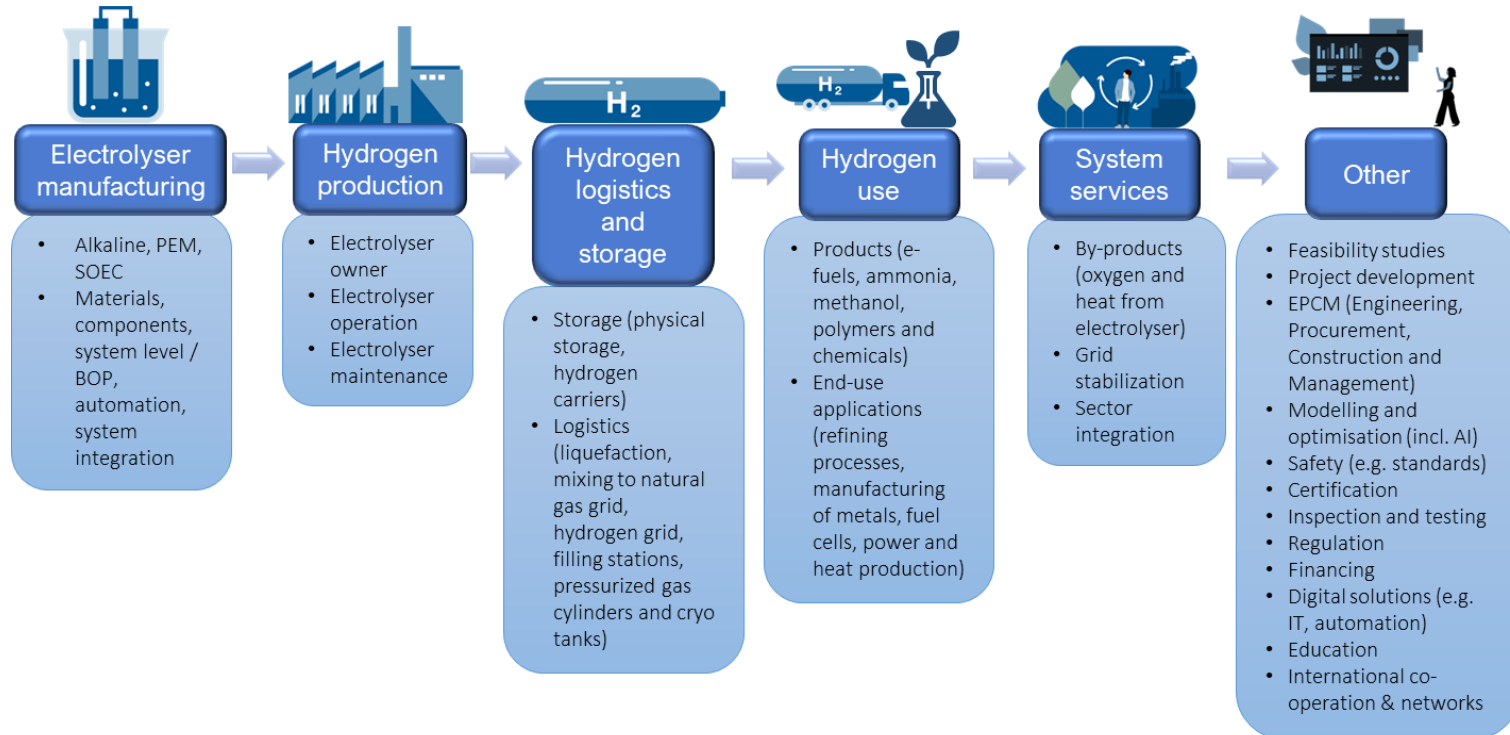 Electrolyser
manufacturing
• Alkaline, PEM,
SOEC
• Materials,
components,
system level /
BOP,
automation,
system
integration
Hydrogen
production
• Electrolyser
owner
• Electrolyser
operation
• Electrolyser
maintenance
H2
Hydrogen
logistics
and
storage
• Storage (physical
storage,
hydrogen
carriers)
• Logistics
(liquefaction,
mixing to natural
gas grid,
hydrogen grid,
filling stations,
pressurized gas
cylinders and cryo
tanks)
H2
Hydrogen
use
• Products (e-
fuels, ammonia,
methanol,
polymers and
chemicals)
• End-use
applications
(refining
processes,
manufacturing
of metals, fuel
cells, power and
heat production)
System
services
• By-products
(oxygen and
heat from
electrolyser)
• Grid
stabilization
• Sector
integration
Other
• Feasibility studies
• Project development
• EPCM (Engineering,
Procurement,
Construction and
Management)
• Modelling and
optimisation (incl. AI)
• Safety (e.g. standards)
• Certification
• Inspection and testing
• Regulation
• Financing
• Digital solutions (e.g.
IT, automation)
• Education
• International co-
operation & networks